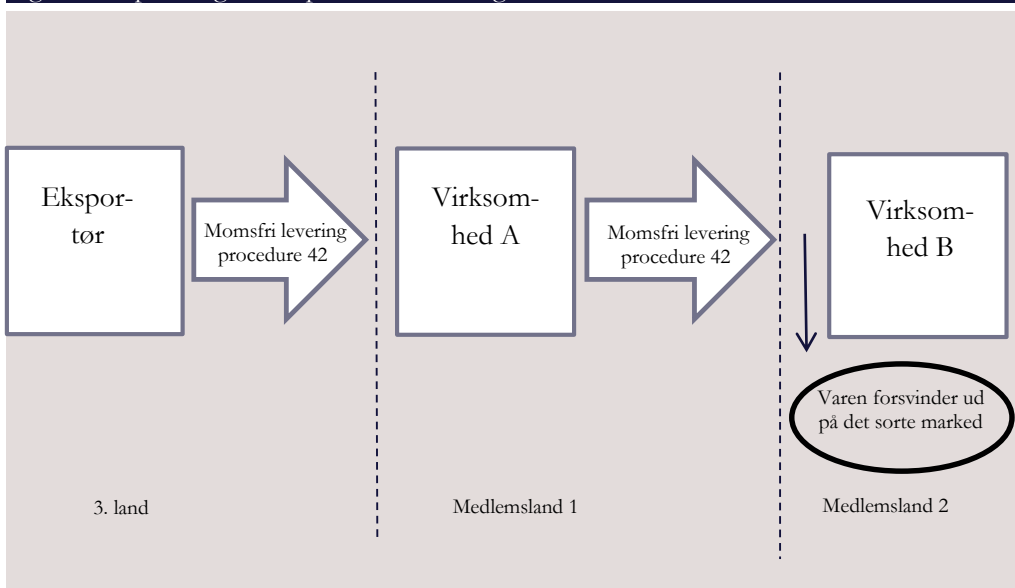 Ekspor-
tør
Momsfri levering
procedure 42
Virksom-
hed A
Momsfri levering
procedure 42
Virksom-
hed B
Varen forsvinder ud
på det sorte marked
3. land
Medlemsland 1
Medlemsland 2